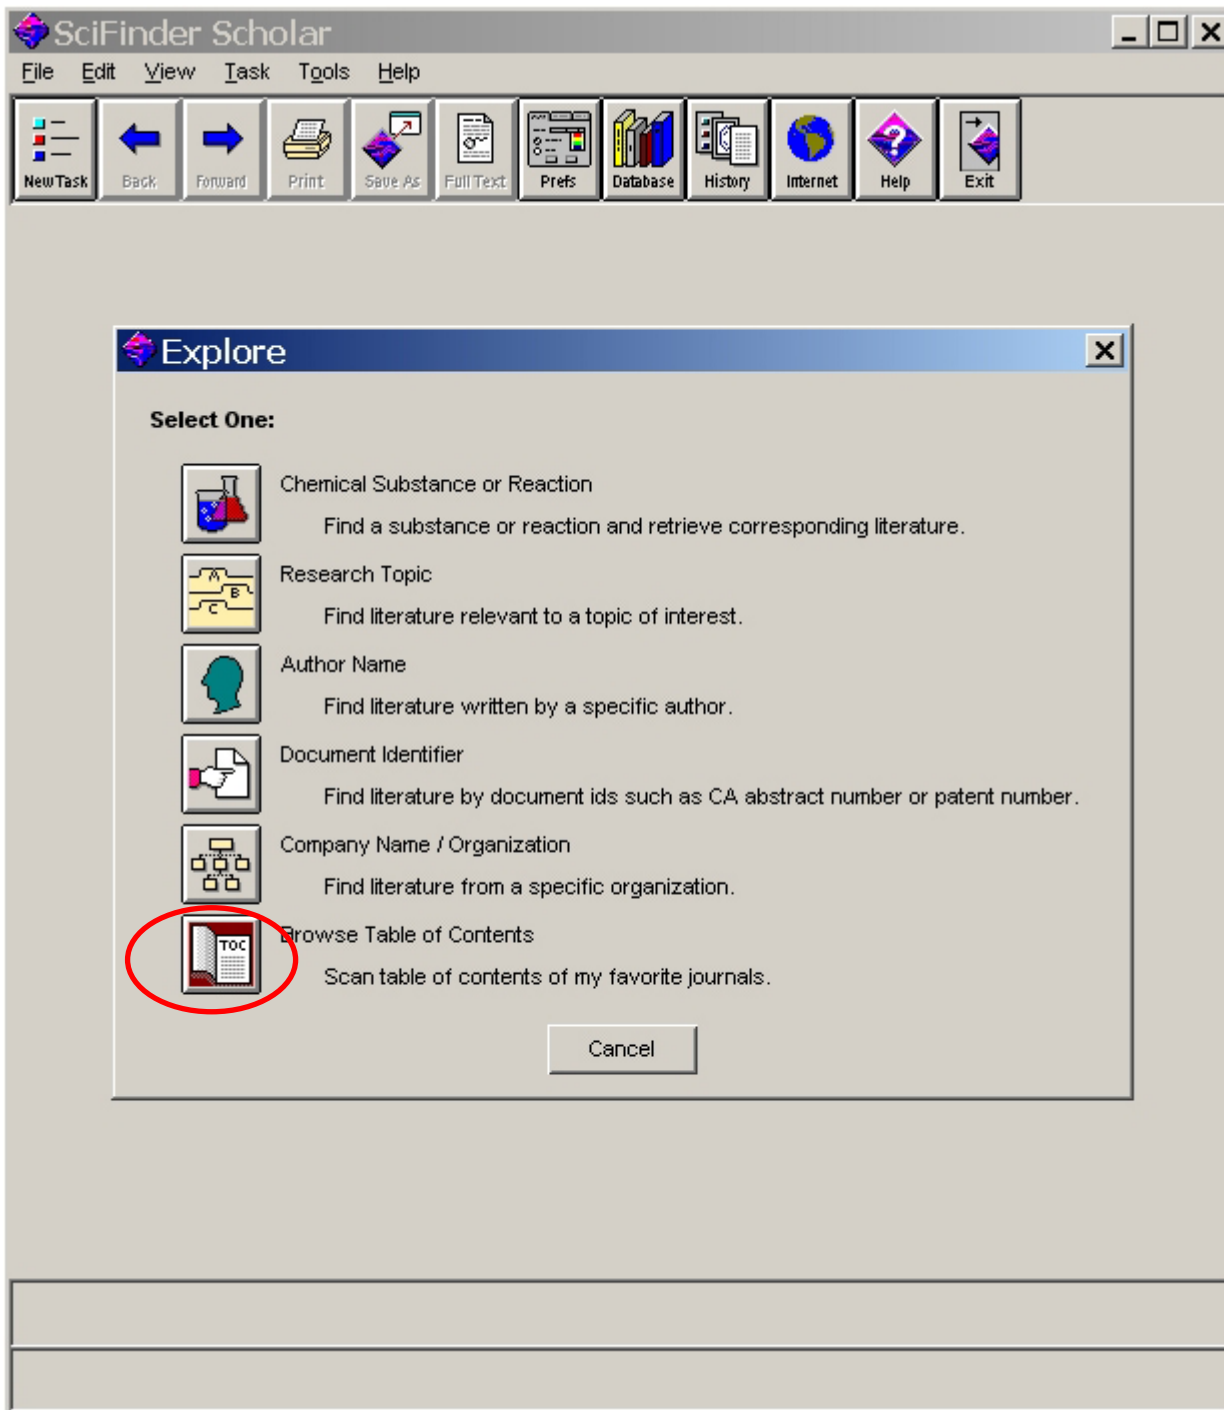 SciFinder Scholar
File Edit View Task Tools Help
New Task Back Forward Print Save As Full Text Prefs Database History Internet Help Exit
Explore
Select One:
Chemical Substance or Reaction
Find a substance or reaction and retrieve corresponding literature.
A
B
C
Research Topic
Find literature relevant to a topic of interest.
Author Name
Find literature written by a specific author.
Document Identifier
Find literature by document ids such as CA abstract number or patent number.
Company Name / Organization
Find literature from a specific organization.
TOC
Browse Table of Contents
Scan table of contents of my favorite journals.
Cancel